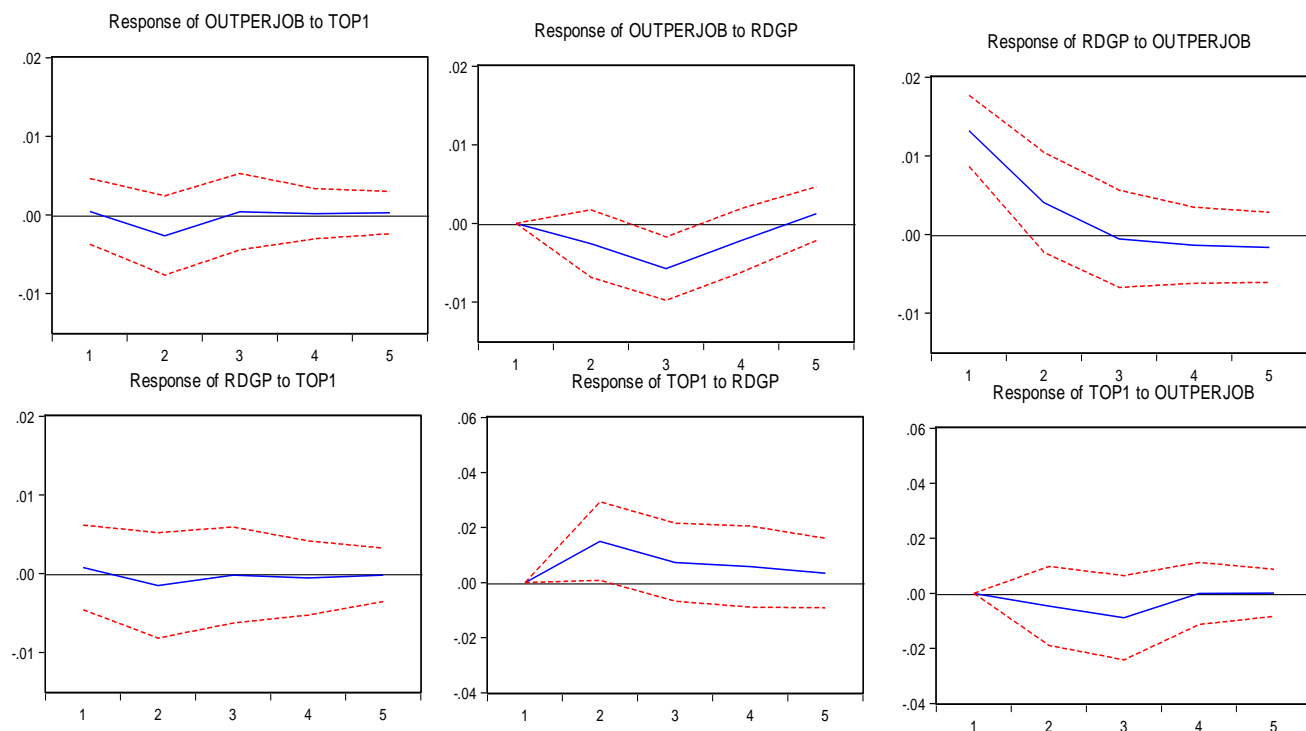 Response of OUTPERJOB to TOP1
.02
.01
.00
-.01
1 2 3 4 5
Response of OUTPERJOB to RDGP
.02
.01
.00
-.01
1 2 3 4 5
Response of RDGP to OUTPERJOB
.02
.01
.00
-.01
1 2 3 4 5
Response of RDGP to TOP1
.02
.01
.00
-.01
1 2 3 4 5
Response of TOP1 to RDGP
.06
.04
.02
.00
-.02
-.04
1 2 3 4 5
Response of TOP1 to OUTPERJOB
.06
.04
.02
.00
-.02
-.04
1 2 3 4 5